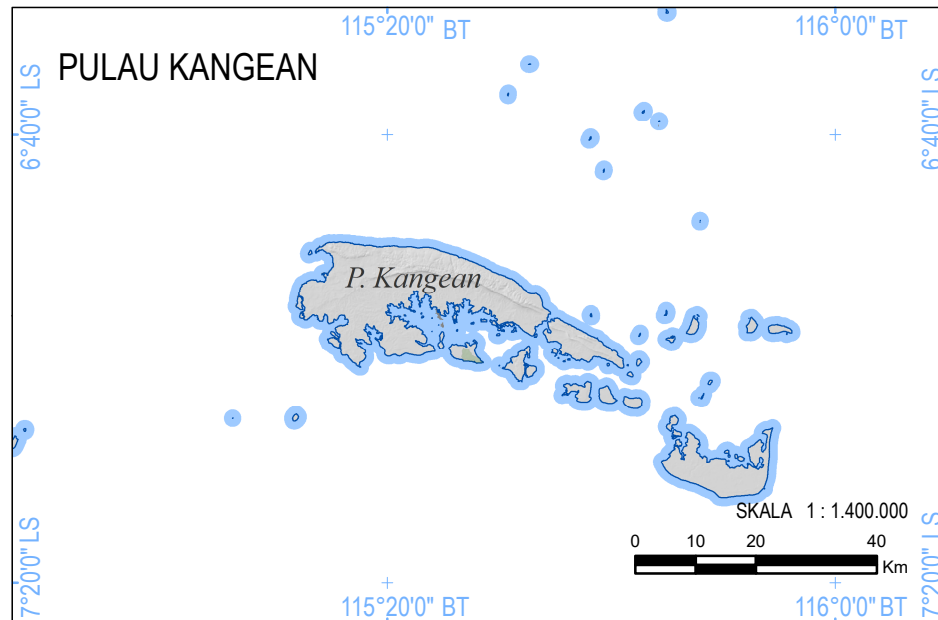 115°20'0" BT
116°0'0" BT
PULAU KANGEAN
6°40'0" LS
6°40'0" LS
P. Kangean
SKALA 1 : 1.400.000
0 10 20 40
Km
7°20'0" LS
7°20'0" LS
115°20'0" BT
116°0'0" BT